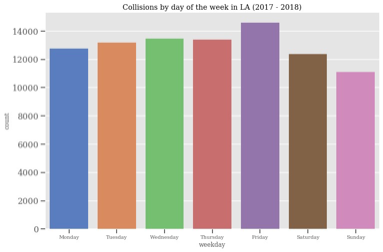 Collisions by day of the week in LA (2017 - 2018)
14000
12000
10000
8000
6000
4000
2000
0
count
Monday Tuesday Wednesday Thursday Friday Saturday Sunday
weekday